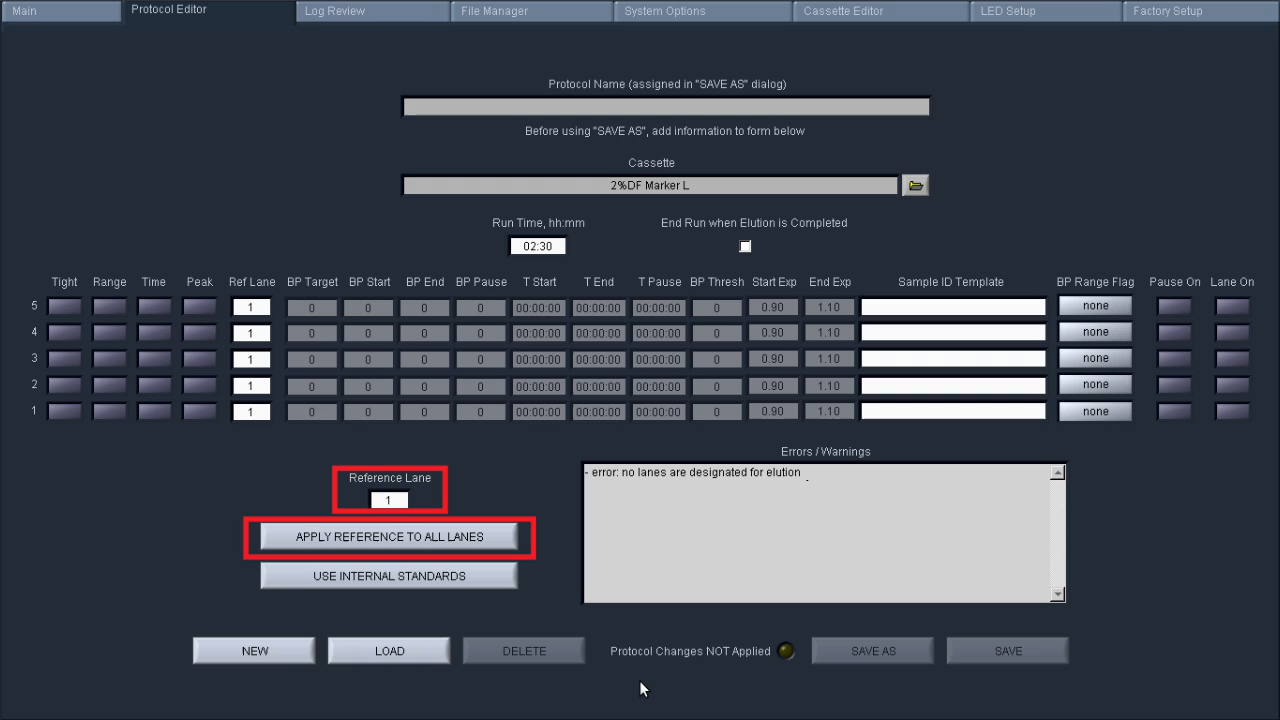 Main Protocol Editor Log Review File Manager System Options Cassette Editor LED Setup Factory Setup
Protocol Name (assigned in "SAVE AS" dialog)
Before using "SAVE AS", add information to form below
Cassette
2%DF Marker L
Run Time, hh:mm End Run when Elution is Completed
02:30
Tight Range Time Peak Ref Lane BP Target BP Start BP End BP Pause T Start T End T Pause BP Thresh Start Exp End Exp Sample ID Template BP Range Flag Pause On Lane On
5 1 0 0 0 0 00:00:00 00:00:00 00:00:00 0 0.90 1.10 none
4 1 0 0 0 0 00:00:00 00:00:00 00:00:00 0 0.90 1.10 none
3 1 0 0 0 0 00:00:00 00:00:00 00:00:00 0 0.90 1.10 none
2 1 0 0 0 0 00:00:00 00:00:00 00:00:00 0 0.90 1.10 none
1 1 0 0 0 0 00:00:00 00:00:00 00:00:00 0 0.90 1.10 none
Reference Lane
1
APPLY REFERENCE TO ALL LANES
USE INTERNAL STANDARDS
Errors / Warnings
- error: no lanes are designated for elution
NEW LOAD DELETE Protocol Changes NOT Applied SAVE AS SAVE